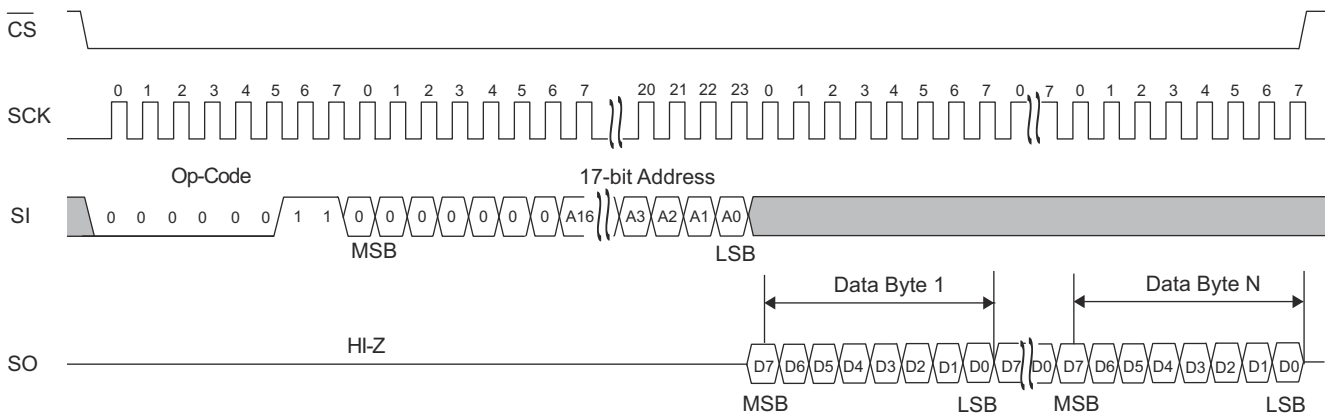 CS
0 1 2 3 4 5 6 7 0 1 2 3 4 5 6 7 20 21 22 23 0 1 2 3 4 5 6 7 0 7 0 1 2 3 4 5 6 7
SCK
Op-Code 17-bit Address
SI 0 0 0 0 0 0 1 1 0 0 0 0 0 0 0 A16 A3 A2 A1 A0
MSB LSB
Data Byte 1 Data Byte N
HI-Z
SO D7 D6 D5 D4 D3 D2 D1 D0 D7 D0 D7 D6 D5 D4 D3 D2 D1 D0
MSB LSB MSB LSB